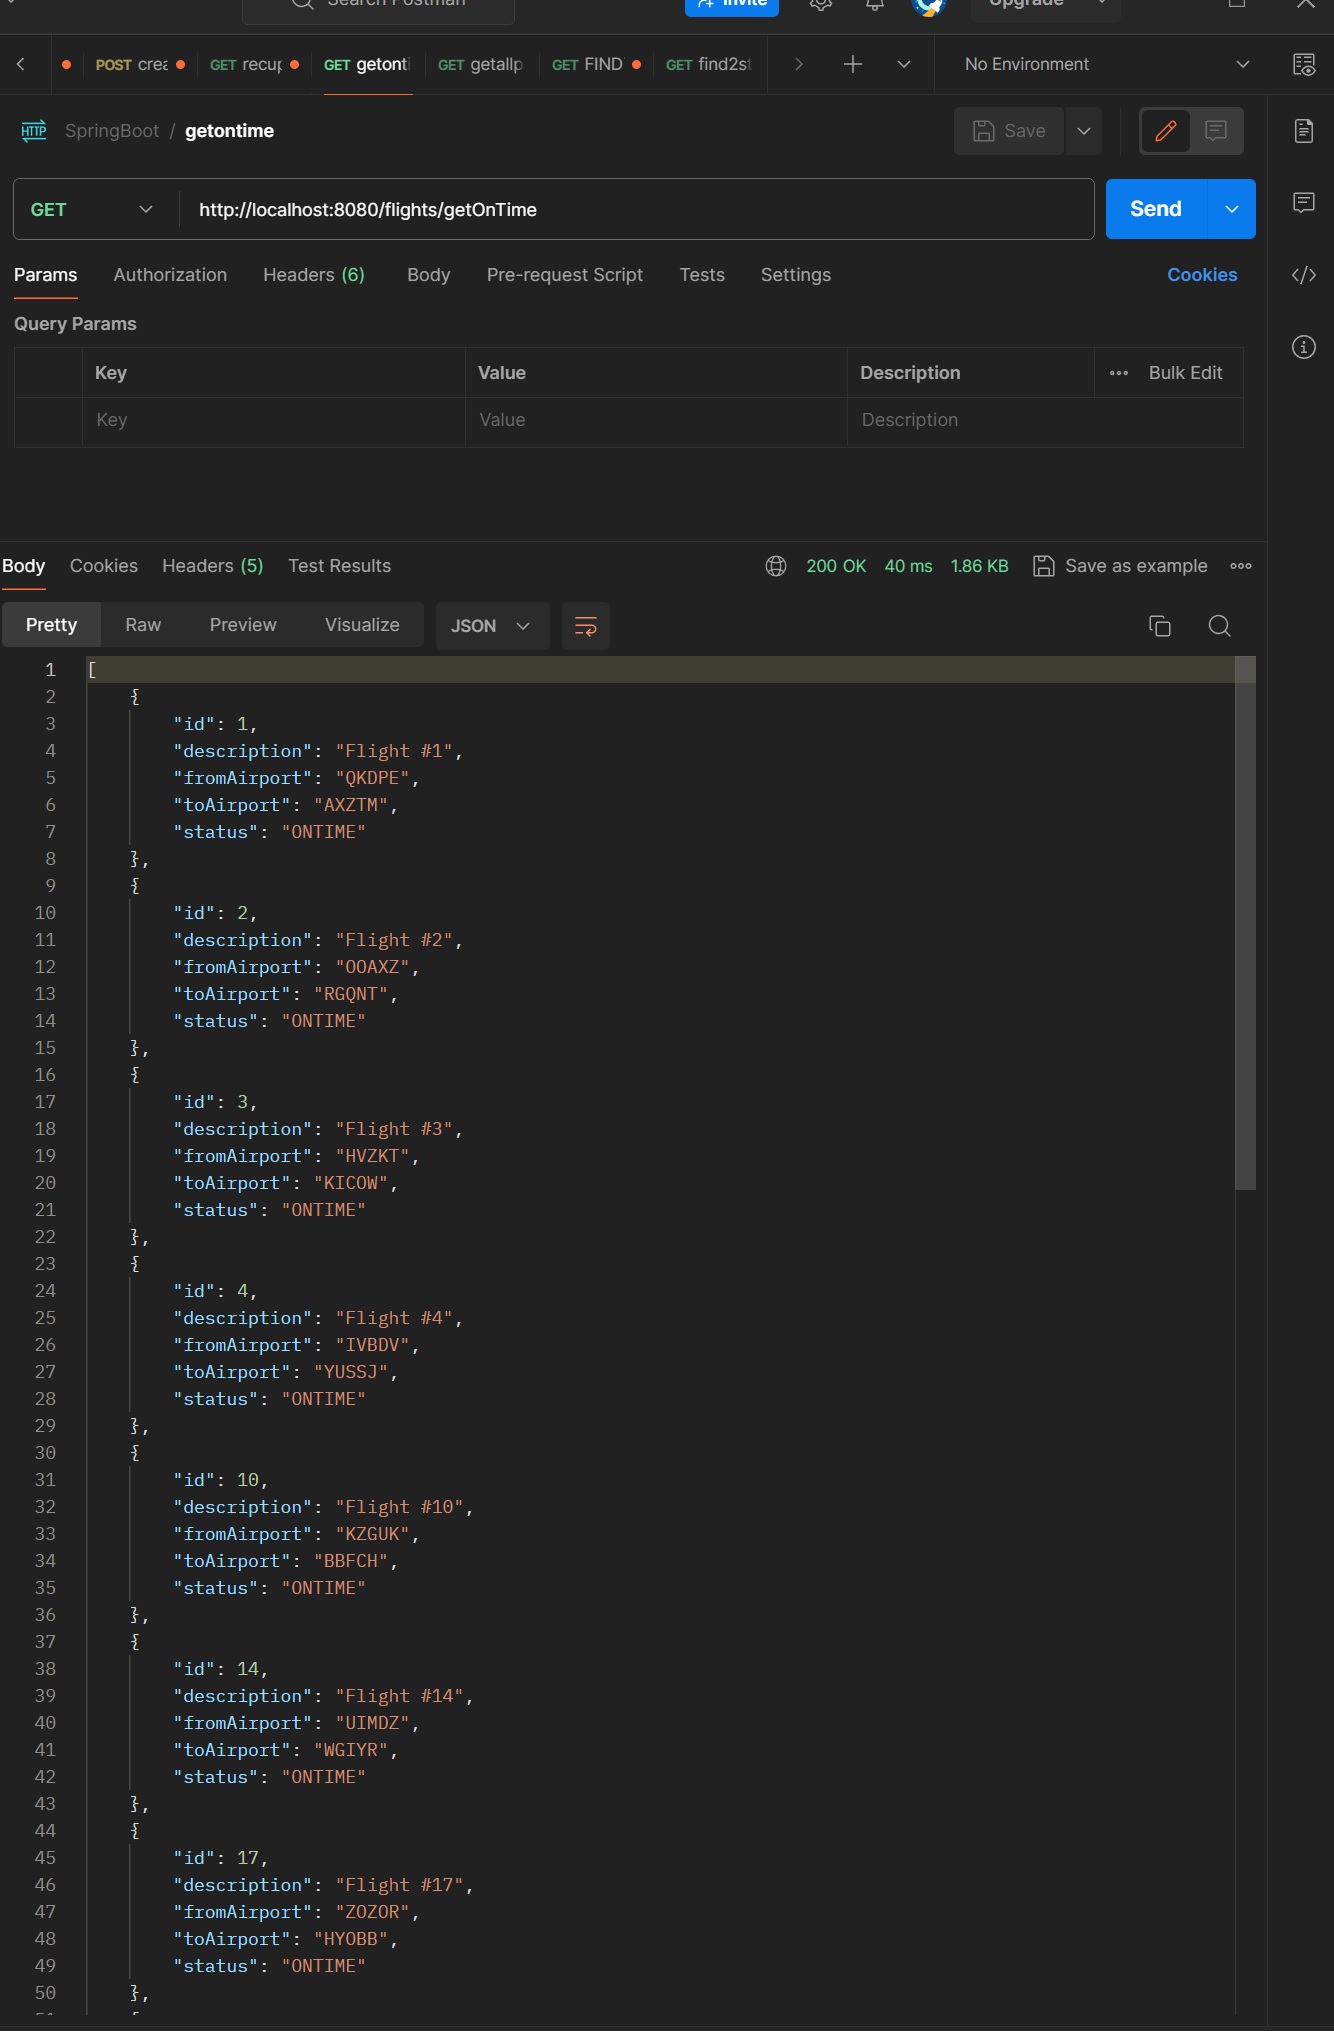 Search Postman
Invite
Upgrade
POST crea
GET recup
GET getonti
GET getallp
GET FIND
GET find2st
No Environment
HTTP SpringBoot / getontime
Save
GET http://localhost:8080/flights/getOnTime
Send
Params Authorization Headers (6) Body Pre-request Script Tests Settings Cookies
Query Params
Key Value Description Bulk Edit
Key Value Description
Body Cookies Headers (5) Test Results 200 OK 40 ms 1.86 KB Save as example
Pretty Raw Preview Visualize JSON
1 [
2 {
3 "id": 1,
4 "description": "Flight #1",
5 "fromAirport": "QKDPE",
6 "toAirport": "AXZTM",
7 "status": "ONTIME"
8 },
9 {
10 "id": 2,
11 "description": "Flight #2",
12 "fromAirport": "OOAXZ",
13 "toAirport": "RGQNT",
14 "status": "ONTIME"
15 },
16 {
17 "id": 3,
18 "description": "Flight #3",
19 "fromAirport": "HVZKT",
20 "toAirport": "KICOW",
21 "status": "ONTIME"
22 },
23 {
24 "id": 4,
25 "description": "Flight #4",
26 "fromAirport": "IVBDV",
27 "toAirport": "YUSSJ",
28 "status": "ONTIME"
29 },
30 {
31 "id": 10,
32 "description": "Flight #10",
33 "fromAirport": "KZGUK",
34 "toAirport": "BBFCH",
35 "status": "ONTIME"
36 },
37 {
38 "id": 14,
39 "description": "Flight #14",
40 "fromAirport": "UIMDZ",
41 "toAirport": "WGIYR",
42 "status": "ONTIME"
43 },
44 {
45 "id": 17,
46 "description": "Flight #17",
47 "fromAirport": "ZOZOR",
48 "toAirport": "HYOBB",
49 "status": "ONTIME"
50 },